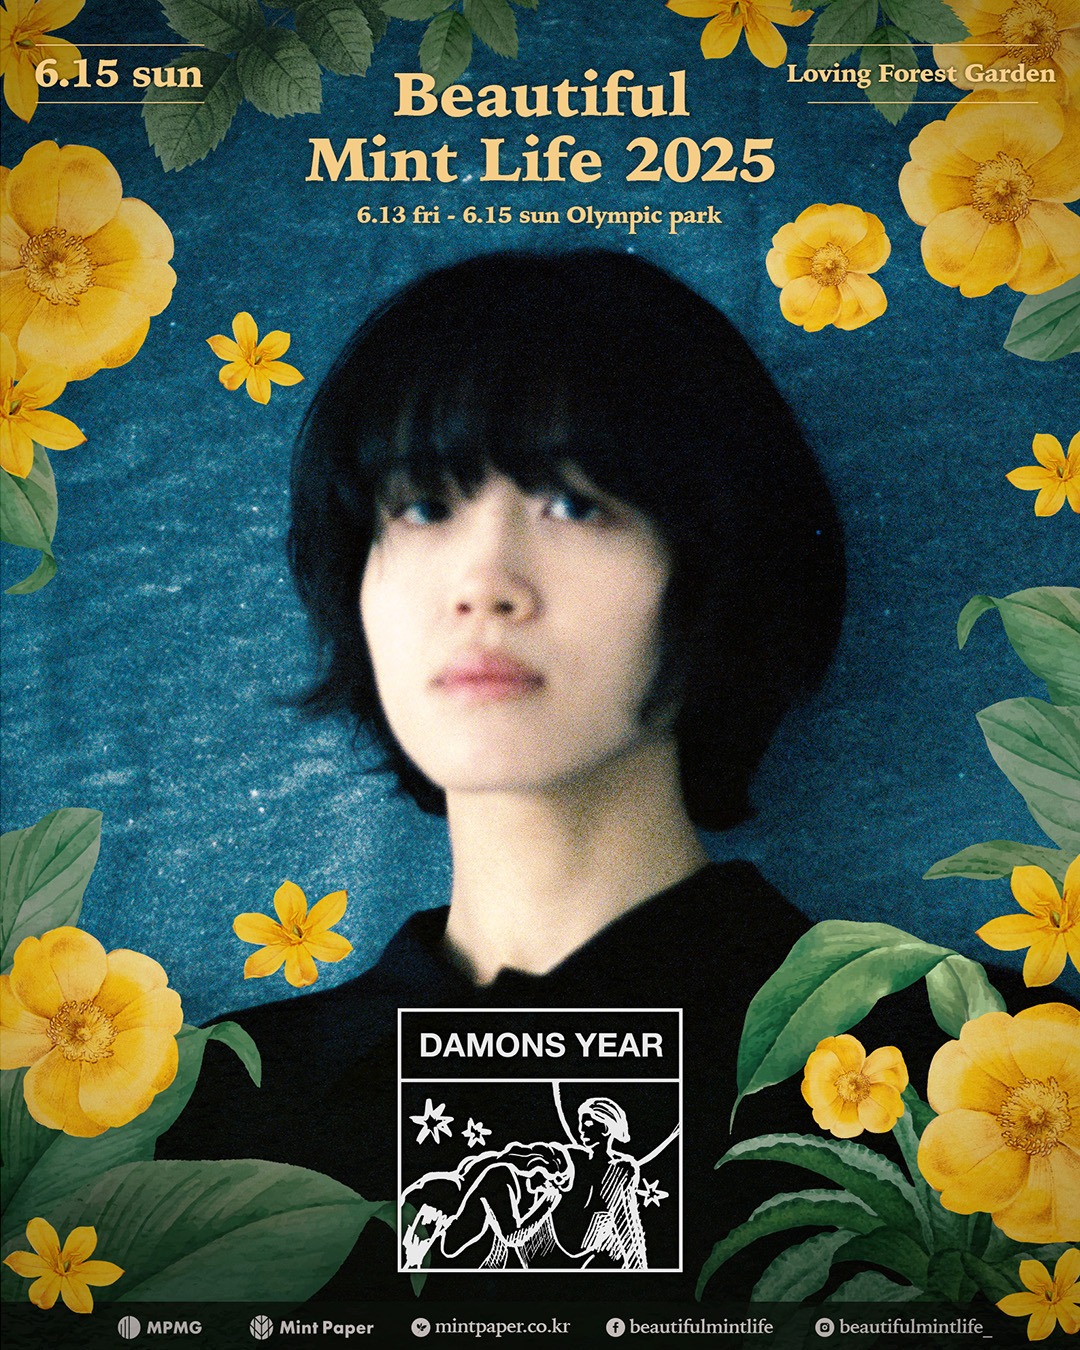 6.15 sun
Loving Forest Garden
Beautiful
Mint Life 2025
6.13 fri - 6.15 sun Olympic park
DAMONS YEAR
MPMG
Mint Paper
mintpaper.co.kr
beautifulmintlife
beautifulmintlife_